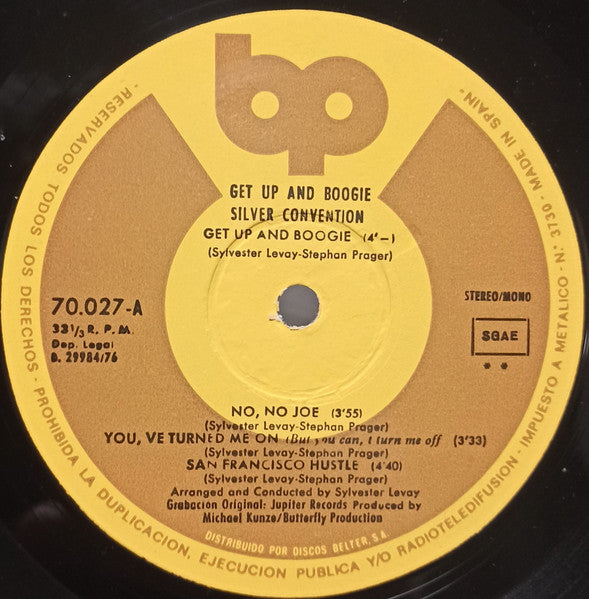 bp
GET UP AND BOOGIE
SILVER CONVENTION
GET UP AND BOOGIE (4'-)
(Sylvester Levay-Stephan Prager)
70.027-A
33 1/3 R. P. M.
Dep. Legal
B. 29984/76
STEREO/MONO
SGAE
NO, NO JOE (3'55)
(Sylvester Levay-Stephan Prager)
YOU, VE TURNED ME ON (But you can, t turn me off (3'33)
(Sylvester Levay-Stephan Prager)
SAN FRANCISCO HUSTLE (4'40)
(Sylvester Levay-Stephan Prager)
Arranged and Conducted by Sylvester Levay
Grabación Original: Jupiter Records Produced by
Michael Kunze/Butterfly Production
DISTRIBUIDO POR DISCOS BELTER, S.A.
- RESERVADOS TODOS LOS DERECHOS - PROHIBIDA LA DUPLICACION, EJECUCION PUBLICA Y/O RADIOTELEDIFUSION - IMPUESTO A METALICO - N.° 3730 - MADE IN SPAIN -